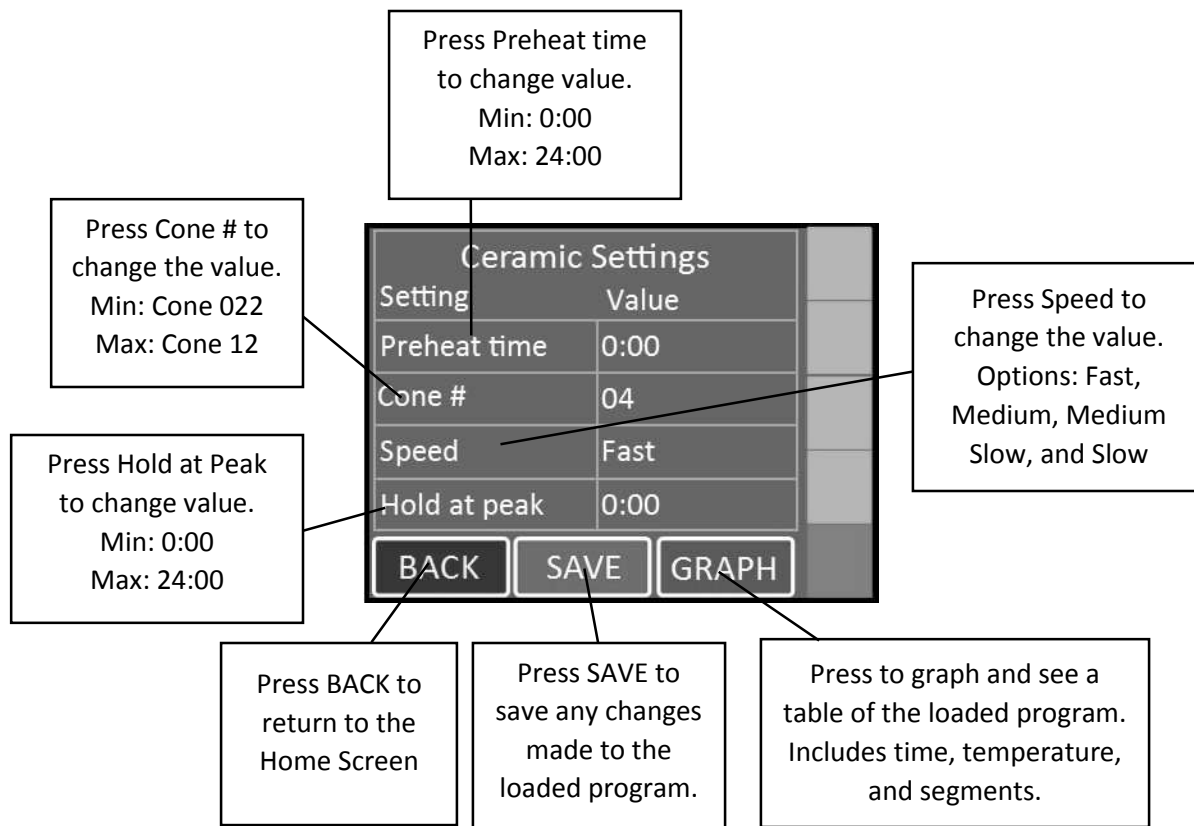 Press Preheat time
to change value.
Min: 0:00
Max: 24:00
Press Cone # to
change the value.
Min: Cone 022
Max: Cone 12
Press Hold at Peak
to change value.
Min: 0:00
Max: 24:00
Ceramic Settings
Setting Value
Preheat time 0:00
Cone # 04
Speed Fast
Hold at peak 0:00
BACK SAVE GRAPH
Press Speed to
change the value.
Options: Fast,
Medium, Medium
Slow, and Slow
Press BACK to
return to the
Home Screen
Press SAVE to
save any changes
made to the
loaded program.
Press to graph and see a
table of the loaded program.
Includes time, temperature,
and segments.